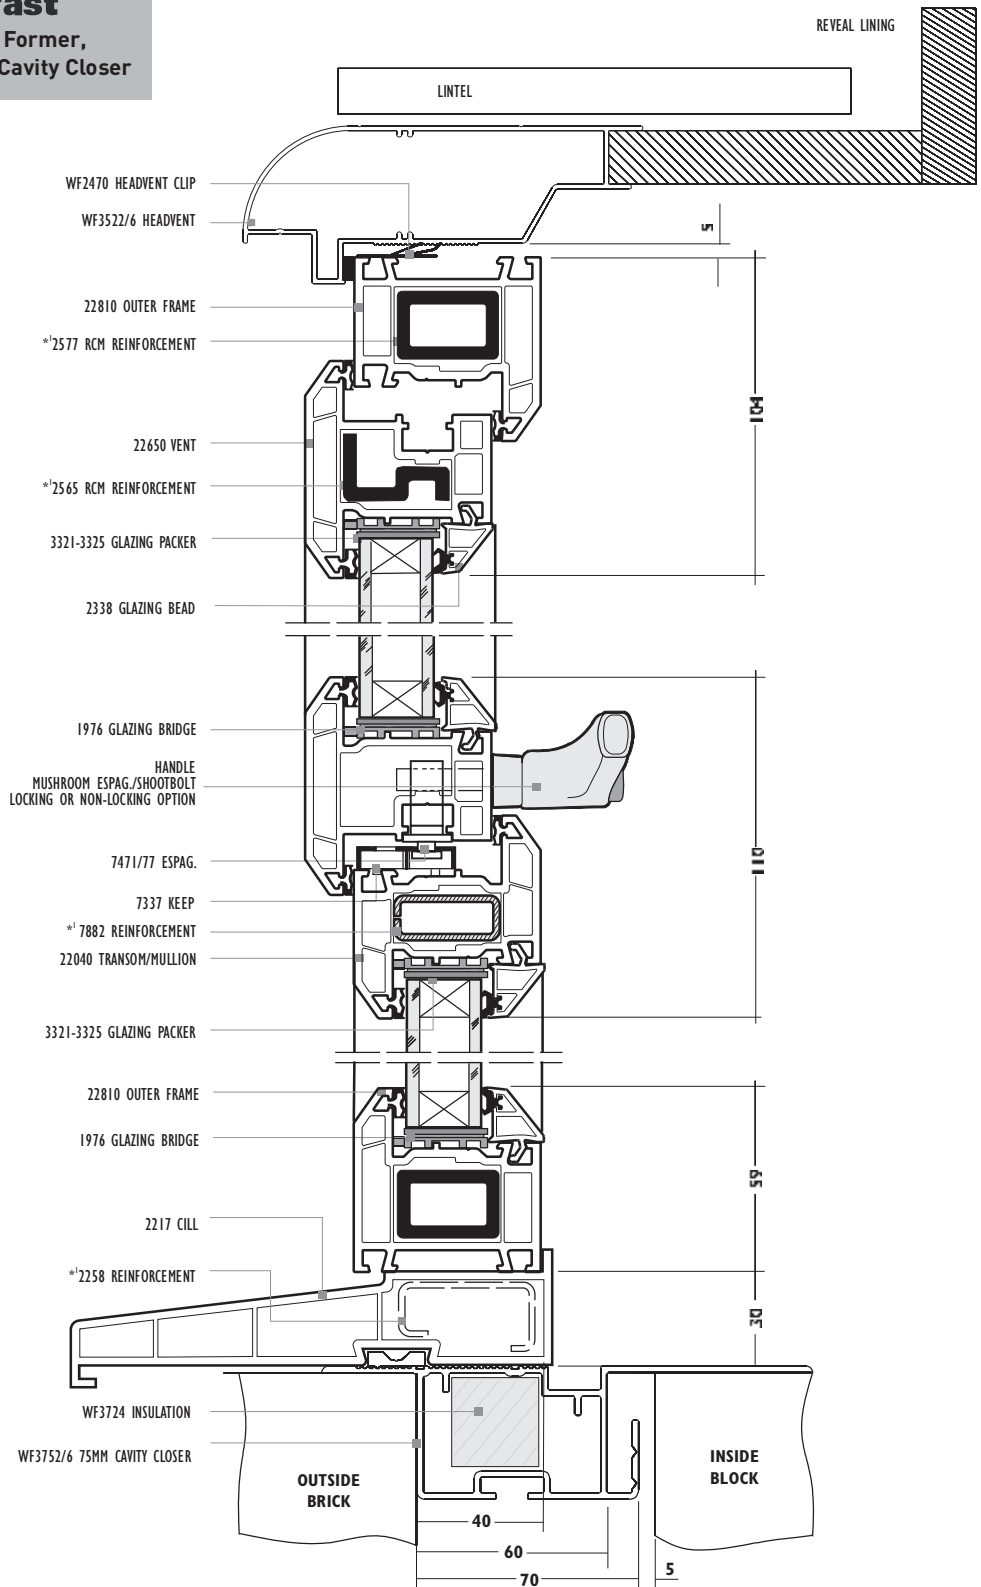 Former,
Cavity Closer
REVEAL LINING
LINTEL
WF2470 HEADVENT CLIP
WF3522/6 HEADVENT
5
22810 OUTER FRAME
*¹2577 RCM REINFORCEMENT
104
22650 VENT
*¹2565 RCM REINFORCEMENT
3321-3325 GLAZING PACKER
2338 GLAZING BEAD
1976 GLAZING BRIDGE
HANDLE
MUSHROOM ESPAG./SHOOTBOLT
LOCKING OR NON-LOCKING OPTION
7471/77 ESPAG.
110
7337 KEEP
*¹ 7882 REINFORCEMENT
22040 TRANSOM/MULLION
3321-3325 GLAZING PACKER
22810 OUTER FRAME
1976 GLAZING BRIDGE
55
2217 CILL
*¹2258 REINFORCEMENT
30
WF3724 INSULATION
WF3752/6 75MM CAVITY CLOSER
OUTSIDE
BRICK
INSIDE
BLOCK
40
60
70
5